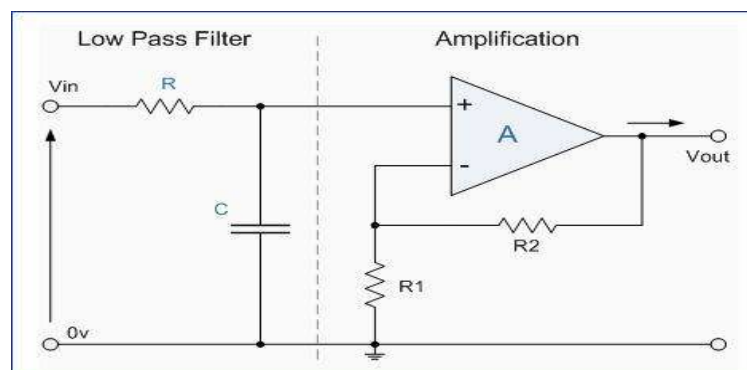 Low Pass Filter
Amplification
Vin
R
+
A
-
Vout
C
R2
R1
0v